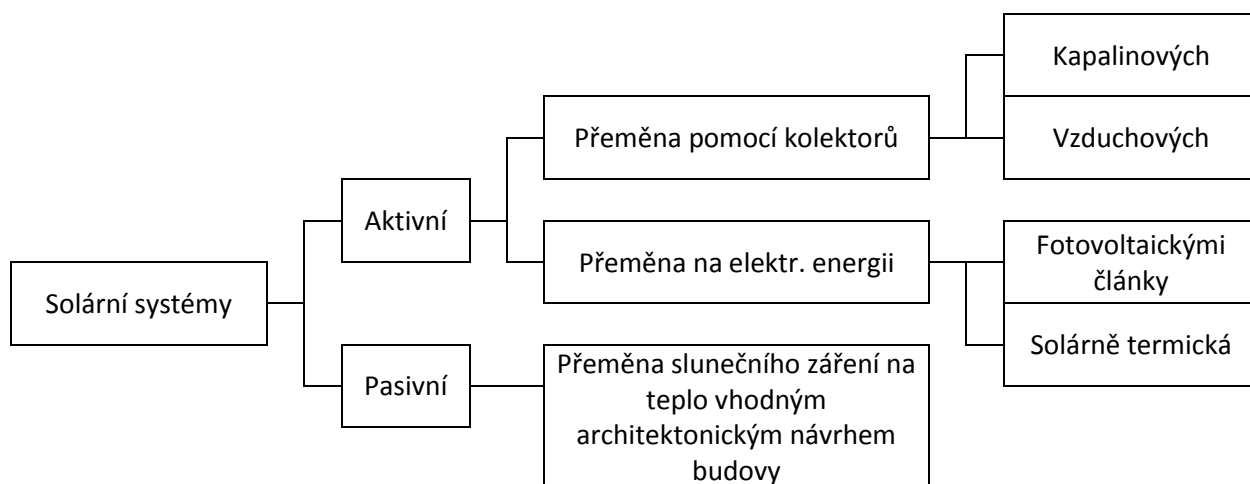 Solární systémy
Aktivní
Přeměna pomocí kolektorů
Kapalinových
Vzduchových
Přeměna na elektr. energii
Fotovoltaickými
články
Solárně termická
Pasivní
Přeměna slunečního záření na
teplo vhodným
architektonickým návrhem
budovy